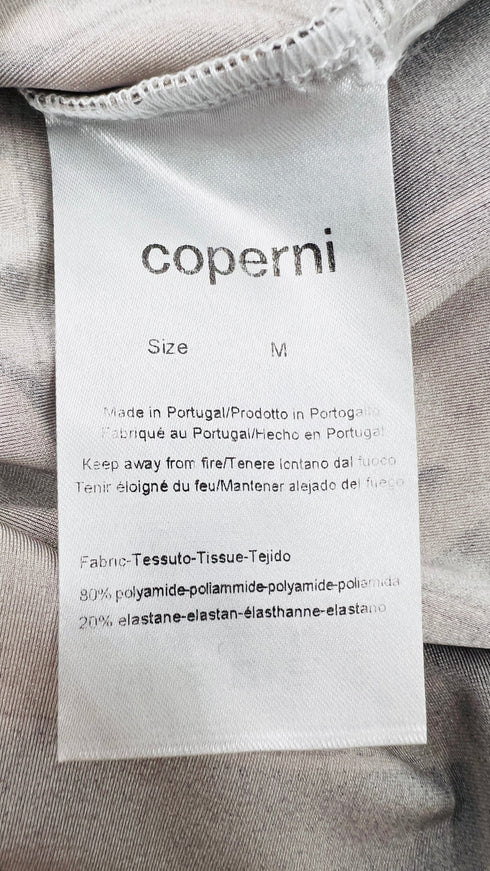 coperni
Size M
Made in Portugal/Prodotto in Portogallo
Fabriqué au Portugal/Hecho en Portugal
Keep away from fire/Tenere lontano dal fuoco
Tenir éloigné du feu/Mantener alejado del fuego
Fabric-Tessuto-Tissue-Tejido
80% polyamide-poliammide-polyamide-poliamida
20% elastane-elastan-élasthanne-elastano